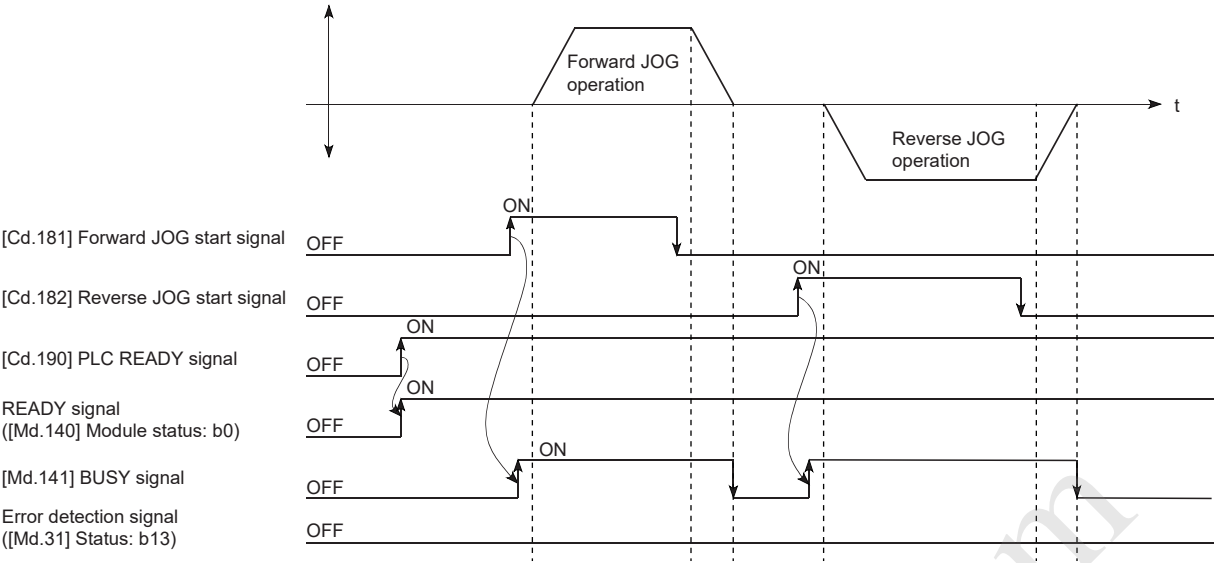 Forward JOG
operation
t
Reverse JOG
operation
ON
[Cd.181] Forward JOG start signal
OFF
ON
[Cd.182] Reverse JOG start signal
OFF
ON
[Cd.190] PLC READY signal
OFF
ON
READY signal
([Md.140] Module status: b0)
OFF
ON
[Md.141] BUSY signal
OFF
Error detection signal
([Md.31] Status: b13)
OFF
m